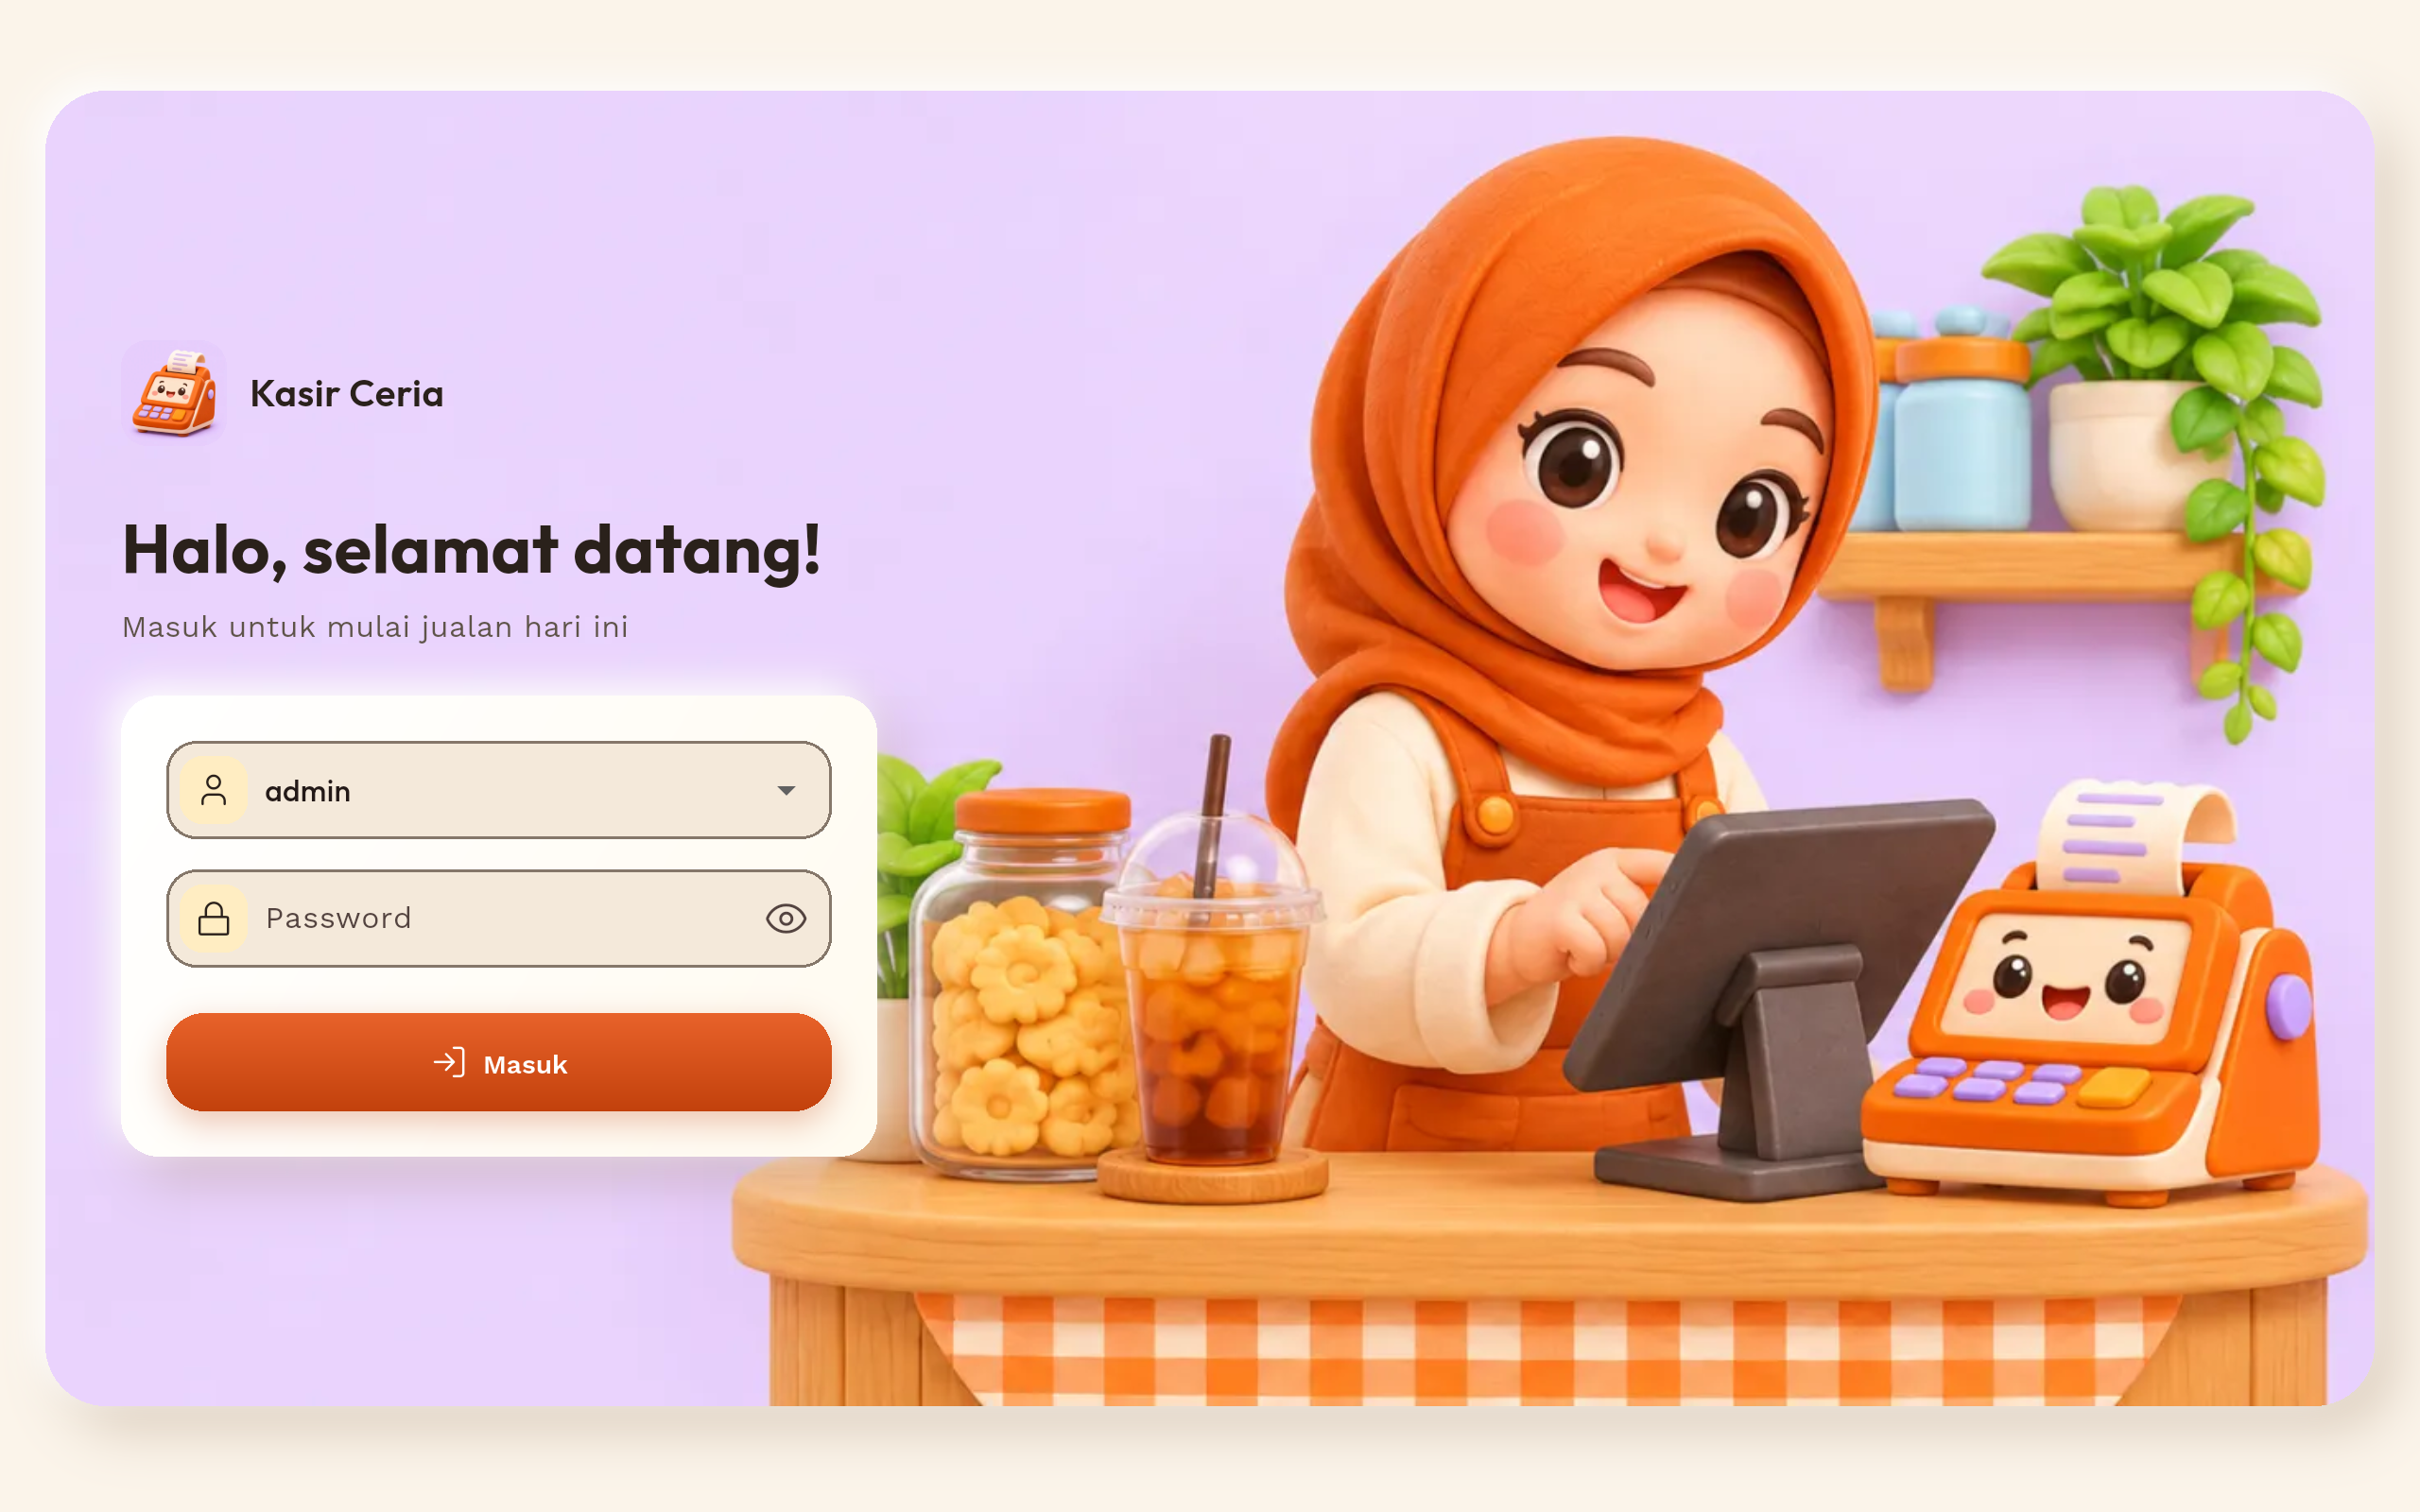 Kasir Ceria
Halo, selamat datang!
Masuk untuk mulai jualan hari ini
admin
Password
Masuk